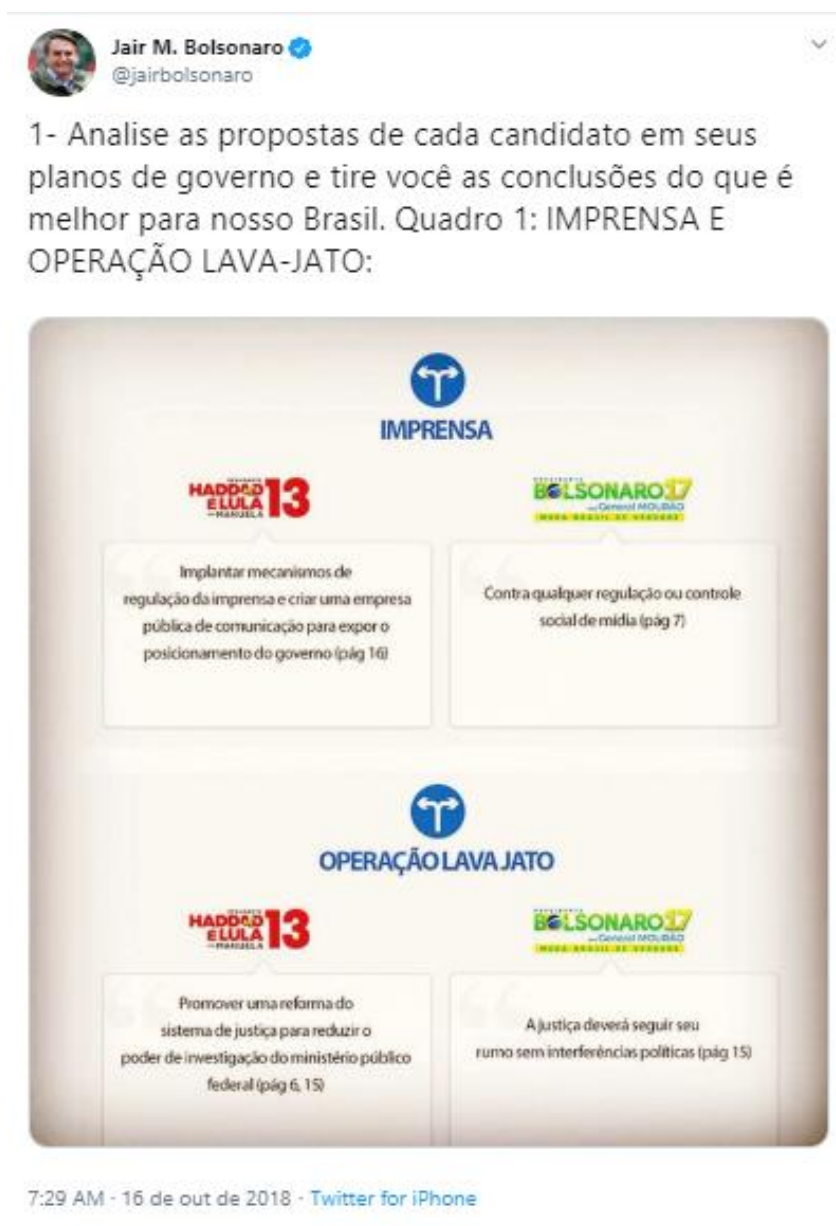 Jair M. Bolsonaro
@jairbolsonaro
1- Analise as propostas de cada candidato em seus
planos de governo e tire você as conclusões do que é
melhor para nosso Brasil. Quadro 1: IMPRENSA E
OPERAÇÃO LAVA-JATO:
IMPRENSA
HADDAD
É LULA 13
MANUELA
BOLSONARO 17
General MOURÃO
Implantar mecanismos de
regulação da imprensa e criar uma empresa
pública de comunicação para expor o
posicionamento do governo (pág 16)
Contra qualquer regulação ou controle
social de mídia (pág 7)
OPERAÇÃO LAVA JATO
HADDAD
É LULA 13
MANUELA
BOLSONARO 17
General MOURÃO
Promover uma reforma do
sistema de justiça para reduzir o
poder de investigação do ministério público
federal (pág 6, 15)
A justiça deverá seguir seu
rumo sem interferências políticas (pág 15)
7:29 AM · 16 de out de 2018 · Twitter for iPhone